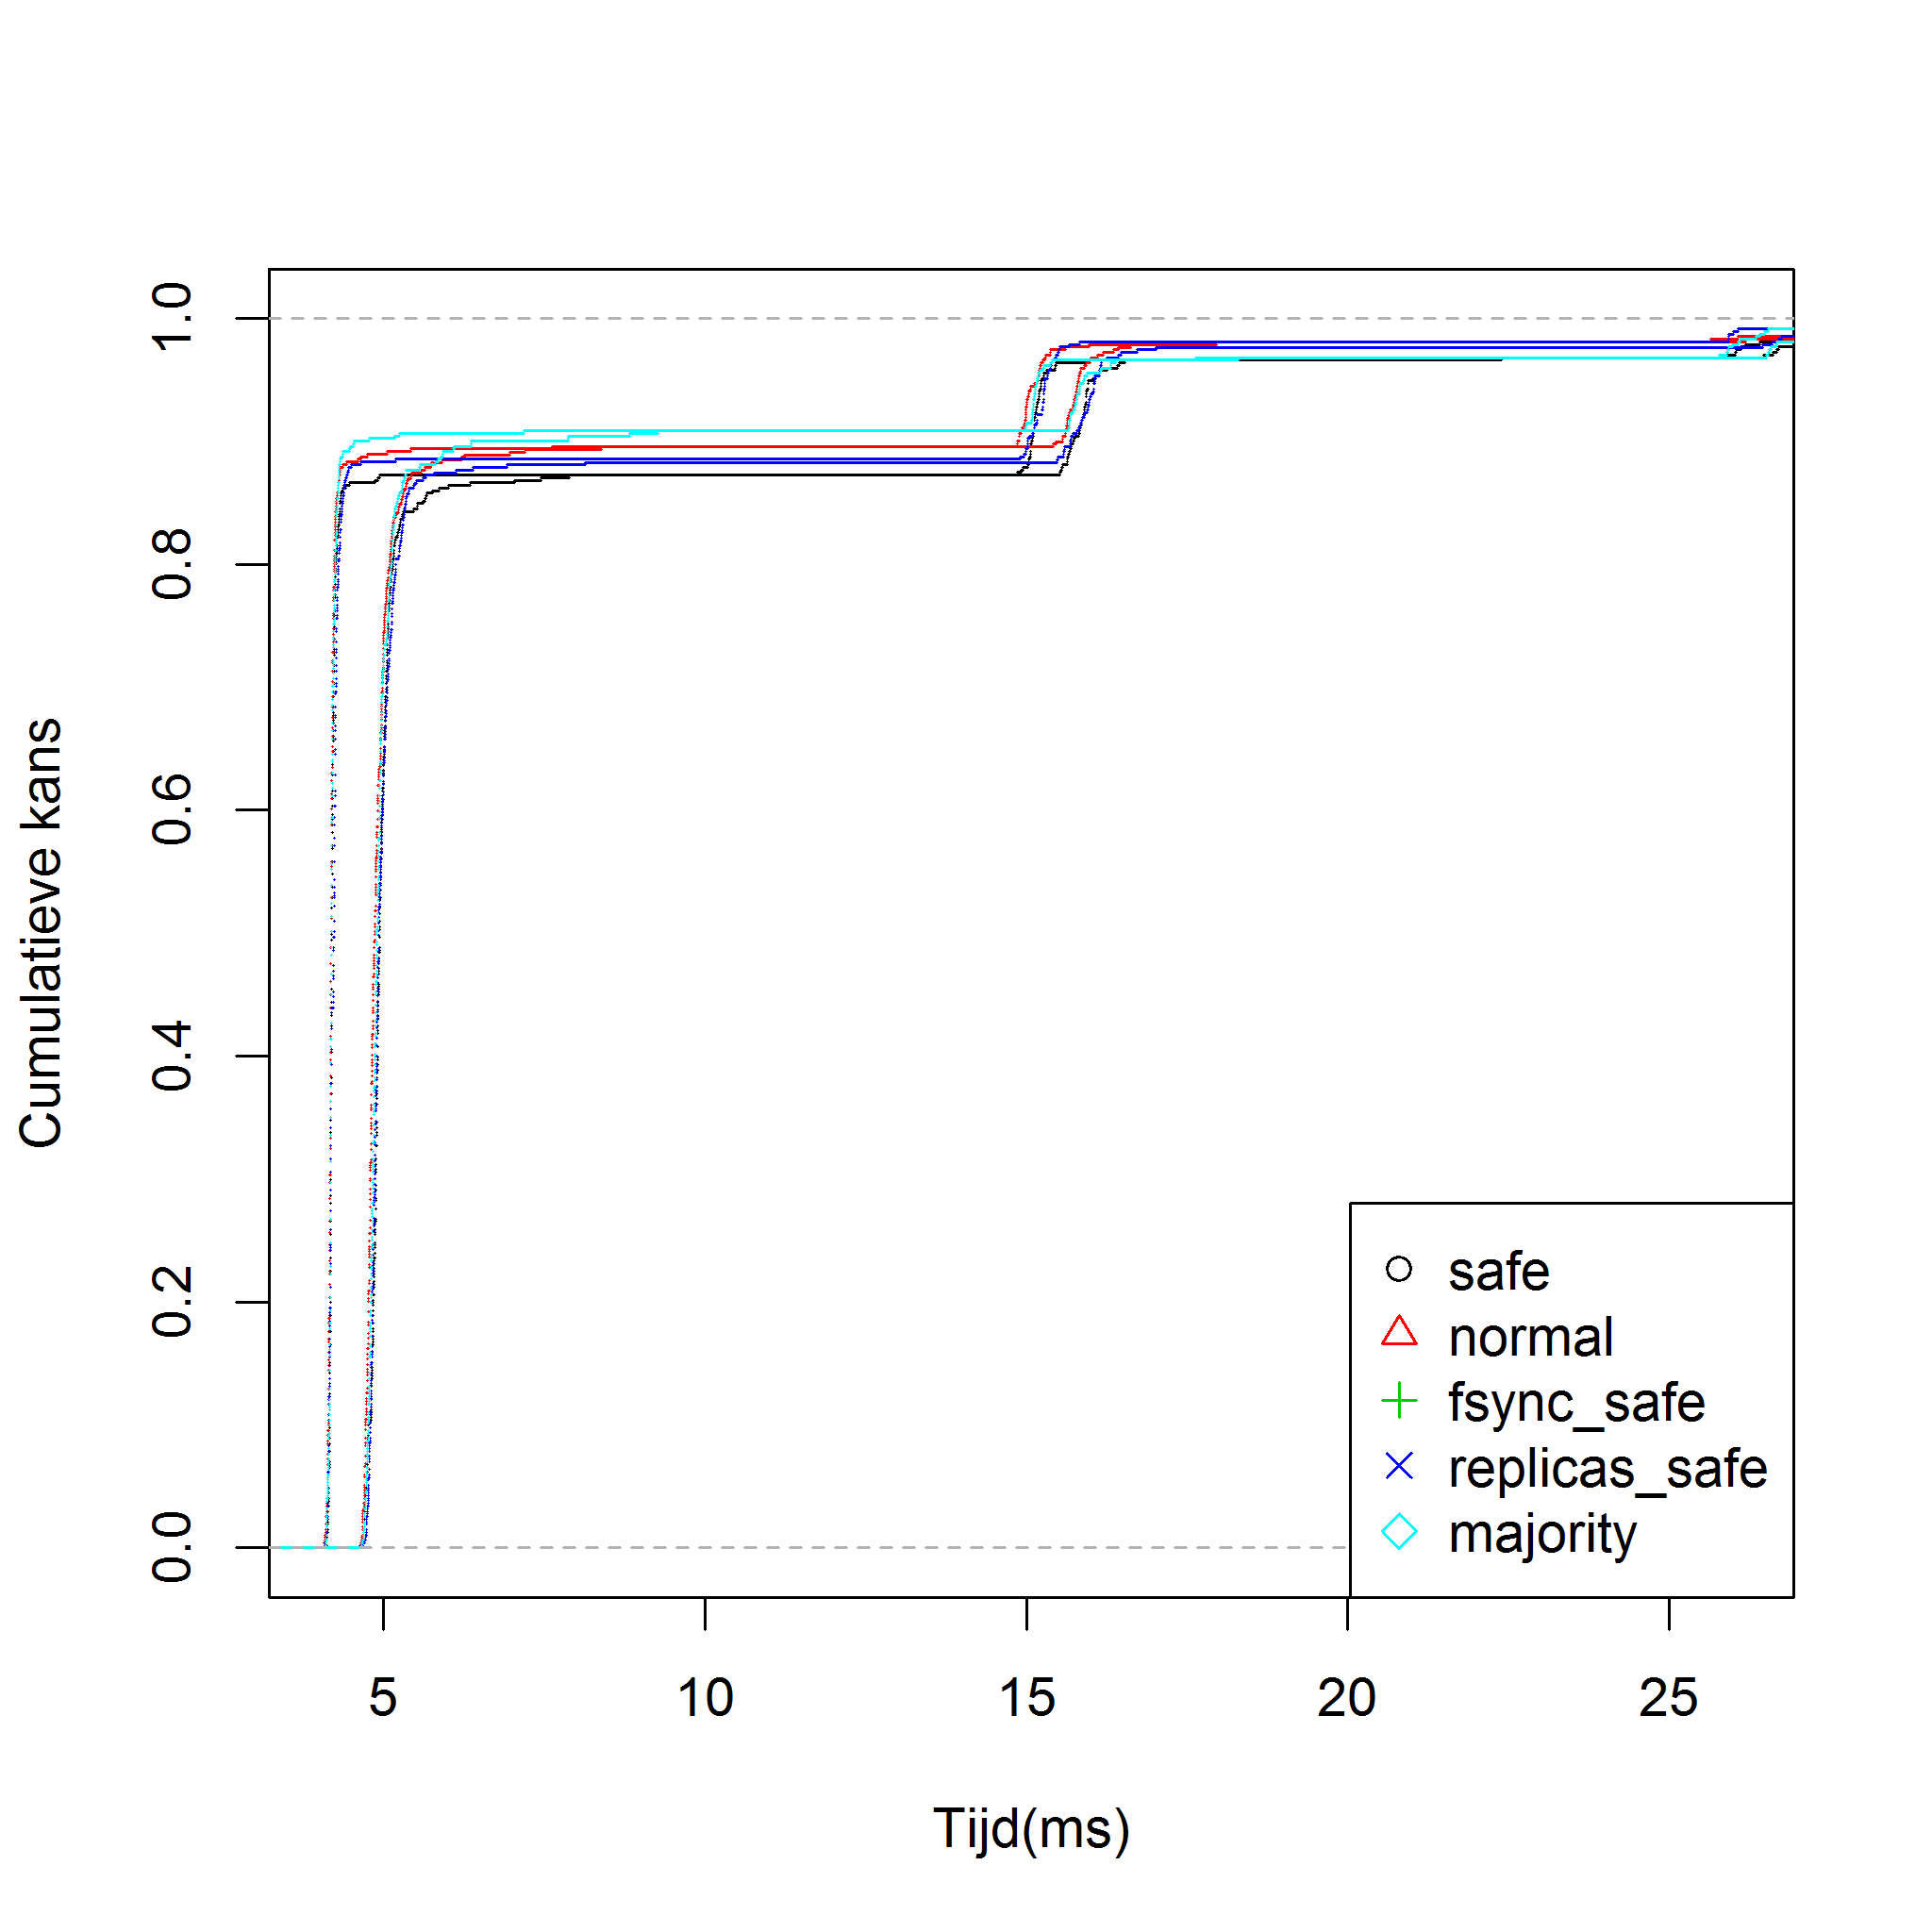 Cumulatieve kans
1.0
0.8
0.6
0.4
0.2
0.0
safe
normal
fsync_safe
replicas_safe
majority
5 10 15 20 25
Tijd(ms)